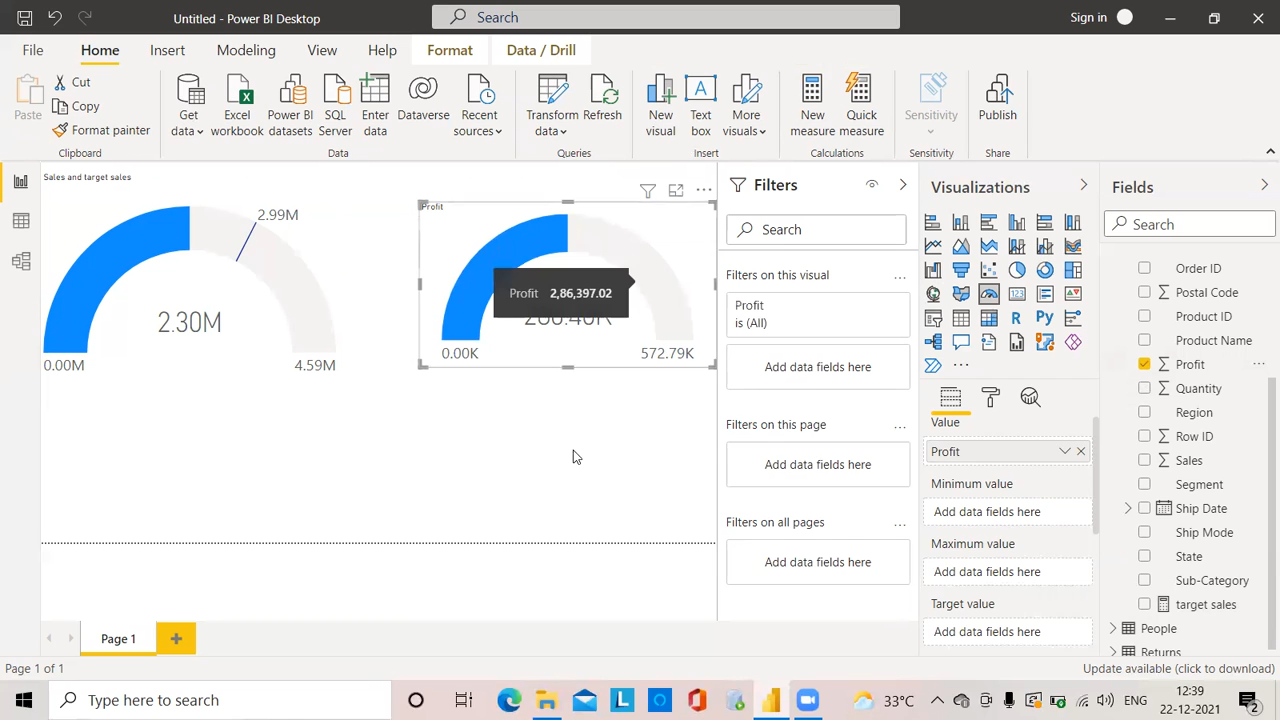 Untitled - Power BI Desktop
Search
Sign in
File
Home
Insert
Modeling
View
Help
Format
Data / Drill
Paste
Cut
Copy
Format painter
Get data
Excel workbook
Power BI datasets
SQL Server
Enter data
Dataverse
Recent sources
Transform data
Refresh
New visual
Text box
More visuals
New measure
Quick measure
Sensitivity
Publish
Clipboard
Data
Queries
Insert
Calculations
Sensitivity
Share
Sales and target sales
2.99M
2.30M
0.00M
4.59M
Profit
Profit 2,86,397.02
286.40K
0.00K
572.79K
Filters
Search
Filters on this visual
Profit
is (All)
Add data fields here
Filters on this page
Add data fields here
Filters on all pages
Add data fields here
Visualizations
R
Py
Value
Profit
Minimum value
Add data fields here
Maximum value
Add data fields here
Target value
Add data fields here
Fields
Search
Order ID
Postal Code
Product ID
Product Name
Profit
Quantity
Region
Row ID
Sales
Segment
Ship Date
Ship Mode
State
Sub-Category
target sales
People
Returns
Page 1
Page 1 of 1
Update available (click to download)
Type here to search
33°C
ENG
12:39
22-12-2021
2